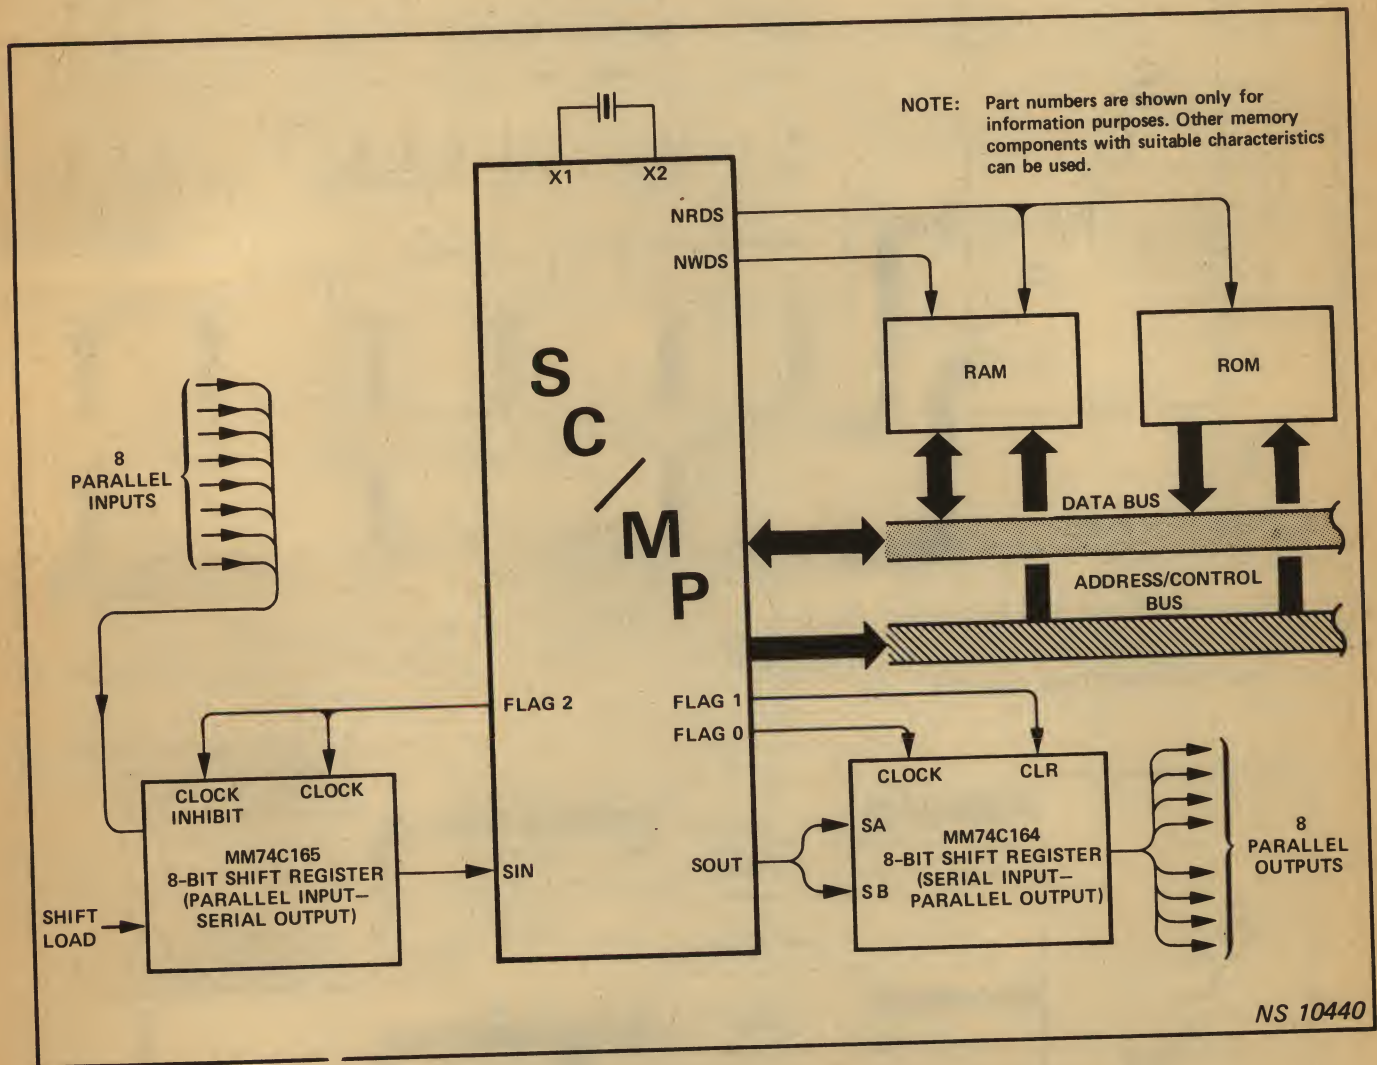 NOTE: Part numbers are shown only for
information purposes. Other memory
components with suitable characteristics
can be used.
X1 X2
NRDS
NWDS
RAM
ROM
S
C
/
M
P
8
PARALLEL
INPUTS
DATA BUS
ADDRESS/CONTROL
BUS
FLAG 2
FLAG 1
FLAG 0
CLOCK
INHIBIT
CLOCK
MM74C165
8-BIT SHIFT REGISTER
(PARALLEL INPUT—
SERIAL OUTPUT)
SHIFT
LOAD
SIN
SOUT
CLOCK
CLR
SA
SB
MM74C164
8-BIT SHIFT REGISTER
(SERIAL INPUT—
PARALLEL OUTPUT)
8
PARALLEL
OUTPUTS
NS 10440